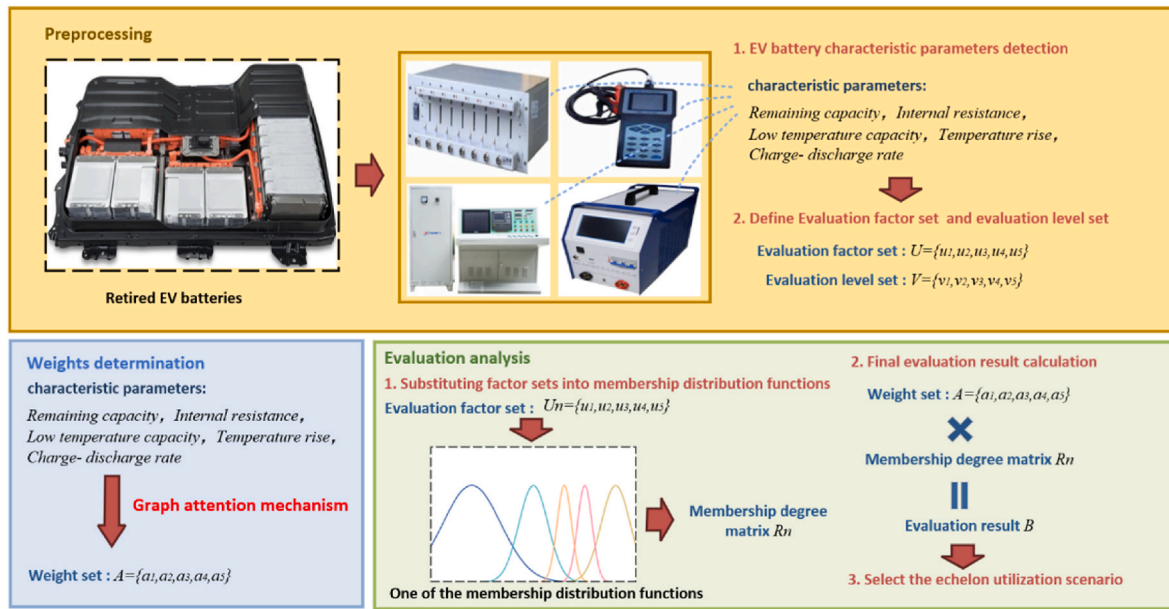 Preprocessing
Retired EV batteries
1. EV battery characteristic parameters detection
characteristic parameters:
Remaining capacity, Internal resistance,
Low temperature capacity, Temperature rise,
Charge- discharge rate
2. Define Evaluation factor set and evaluation level set
Evaluation factor set : U={u1,u2,u3,u4,u5}
Evaluation level set : V={v1,v2,v3,v4,v5}
Weights determination
characteristic parameters:
Remaining capacity, Internal resistance,
Low temperature capacity, Temperature rise,
Charge- discharge rate
Graph attention mechanism
Weight set : A={a1,a2,a3,a4,a5}
Evaluation analysis
1. Substituting factor sets into membership distribution functions
Evaluation factor set : Un={u1,u2,u3,u4,u5}
One of the membership distribution functions
Membership degree
matrix Rn
2. Final evaluation result calculation
Weight set : A={a1,a2,a3,a4,a5}
Membership degree matrix Rn
Evaluation result B
3. Select the echelon utilization scenario